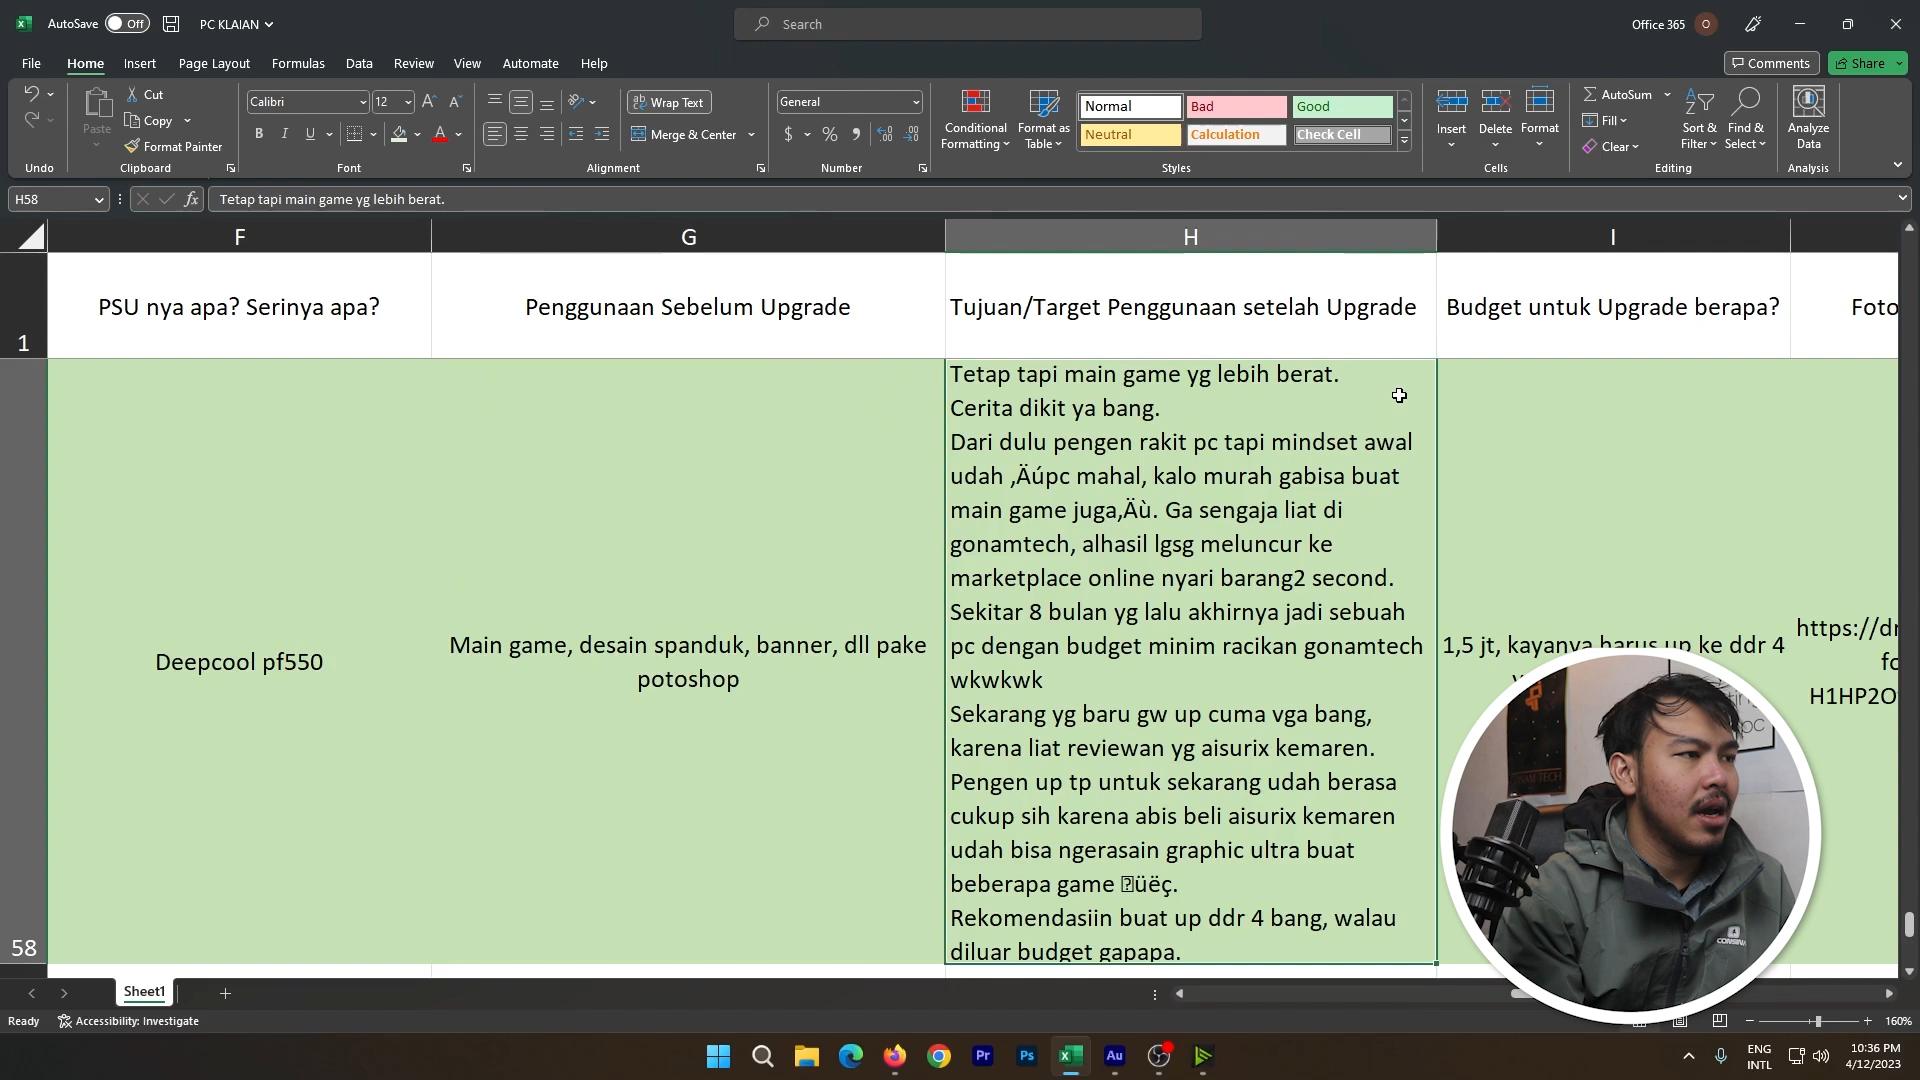 AutoSave Off PC KLAIAN Search Office 365 O
File Home Insert Page Layout Formulas Data Review View Automate Help Comments Share
Cut Calibri 12 Wrap Text General Normal Bad Good AutoSum
Paste Copy Conditional Format as Insert Delete Format Fill Sort & Find & Analyze
Format Painter B I U Merge & Center $ % Formatting Table Neutral Calculation Check Cell Clear Filter Select Data
Undo Clipboard Font Alignment Number Styles Cells Editing Analysis
H58 fx Tetap tapi main game yg lebih berat.
F G H I
1 PSU nya apa? Serinya apa? Penggunaan Sebelum Upgrade Tujuan/Target Penggunaan setelah Upgrade Budget untuk Upgrade berapa? Foto
58
Deepcool pf550
Main game, desain spanduk, banner, dll pake
potoshop
Tetap tapi main game yg lebih berat.
Cerita dikit ya bang.
Dari dulu pengen rakit pc tapi mindset awal
udah ‚Äúpc mahal, kalo murah gabisa buat
main game juga‚Äù. Ga sengaja liat di
gonamtech, alhasil lgsg meluncur ke
marketplace online nyari barang2 second.
Sekitar 8 bulan yg lalu akhirnya jadi sebuah
pc dengan budget minim racikan gonamtech
wkwkwk
Sekarang yg baru gw up cuma vga bang,
karena liat reviewan yg aisurix kemaren.
Pengen up tp untuk sekarang udah berasa
cukup sih karena abis beli aisurix kemaren
udah bisa ngerasain graphic ultra buat
beberapa game üëç.
Rekomendasiin buat up ddr 4 bang, walau
diluar budget gapapa.
1,5 jt, kayanya harus up ke ddr 4
https://dr
fo
H1HP2O
pc
CONSINA
Sheet1
Ready Accessibility: Investigate 160%
Pr Ps Au ENG
INTL
10:36 PM
4/12/2023